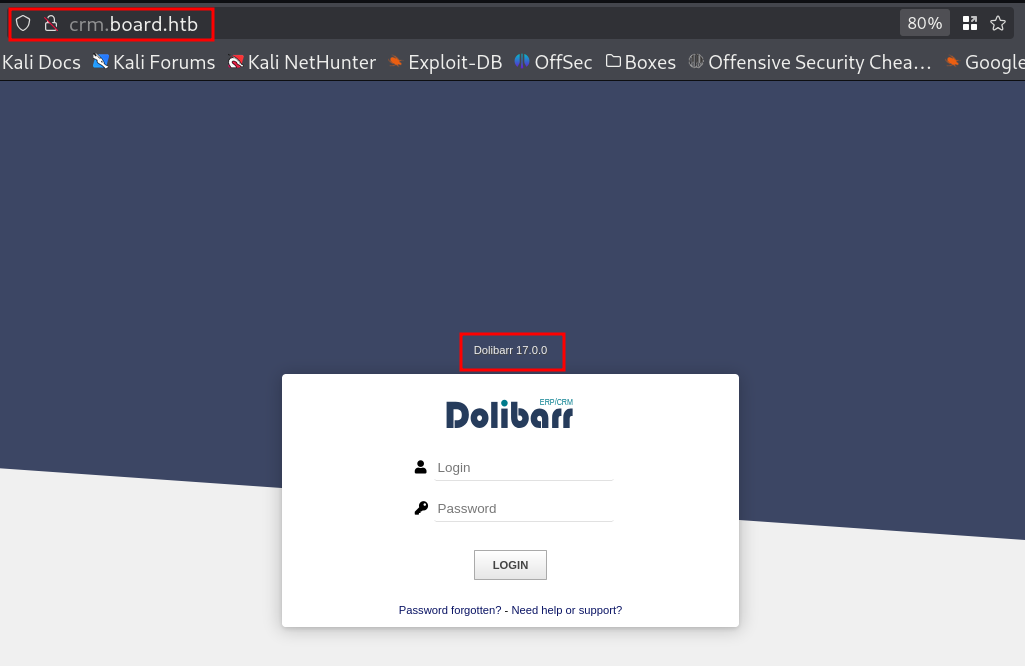 crm.board.htb 80%
Kali Docs Kali Forums Kali NetHunter Exploit-DB OffSec Boxes Offensive Security Chea… Google
Dolibarr 17.0.0
Dolibarr ERP/CRM
Login
Password
LOGIN
Password forgotten? - Need help or support?